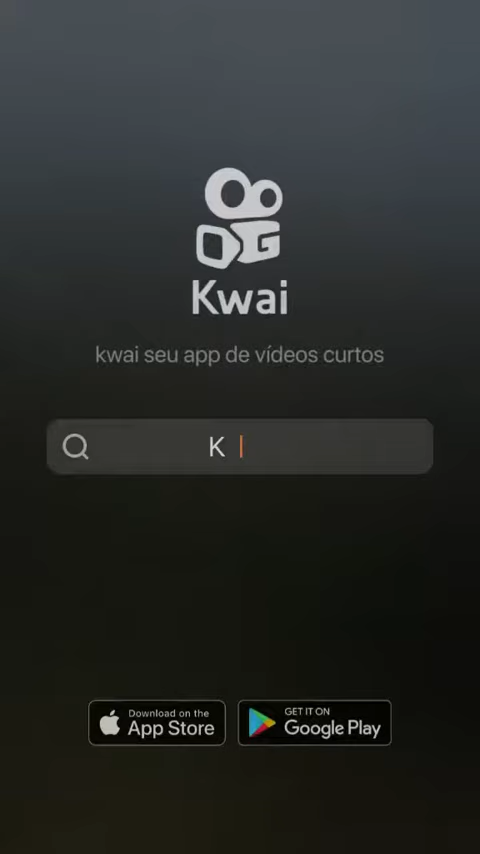 Kwai
kwai seu app de vídeos curtos
K
Download on the
App Store
GET IT ON
Google Play